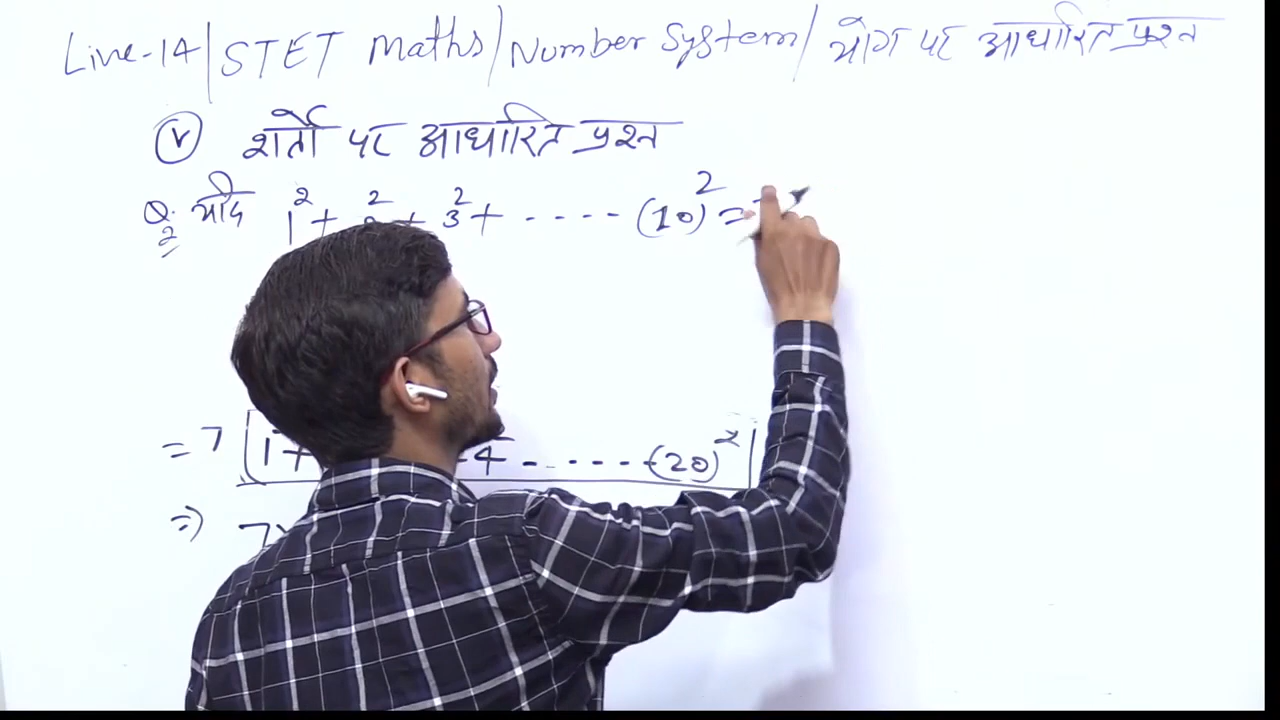 Live-14/STET Maths/Number System/ योग पर आधारित प्रश्न
(v) शर्तों पर आधारित प्रश्न
Q.2 यदि 1² + 2² + 3² + ---- (10)² =
= 7 [1 + 4 ------ (20)²]
=) 7